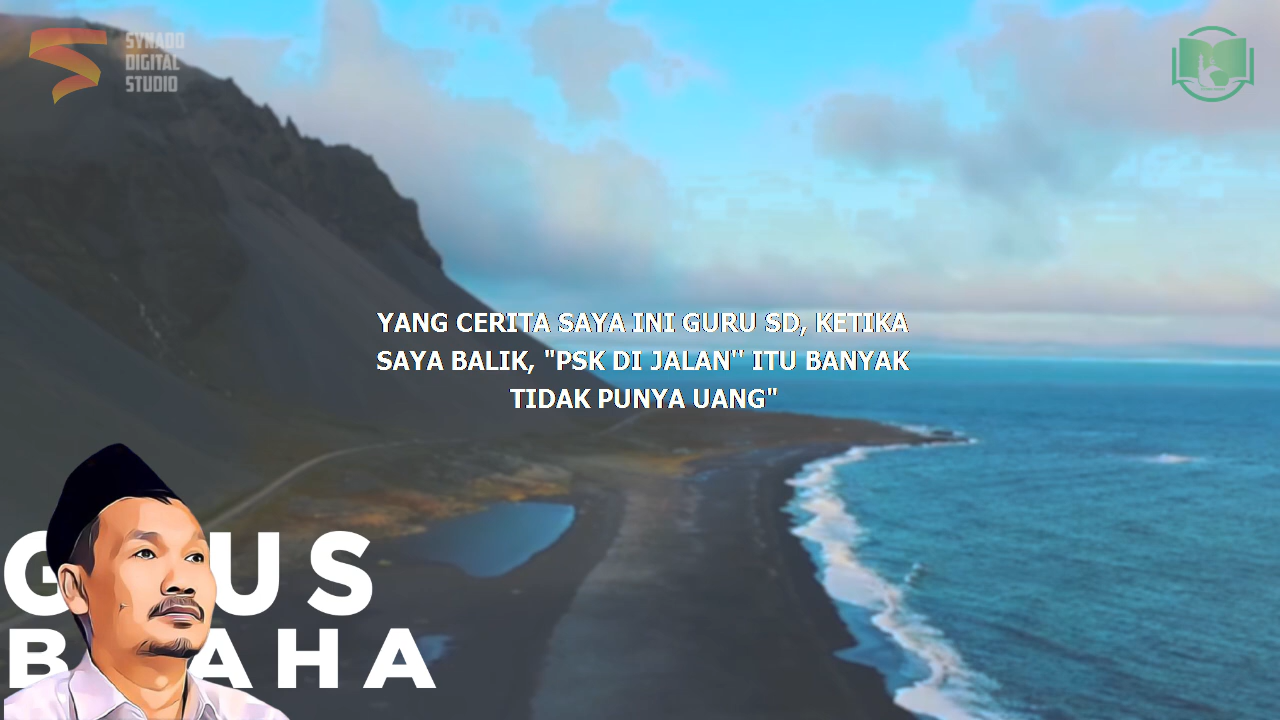 SYNADO
DIGITAL
STUDIO
YANG CERITA SAYA INI GURU SD, KETIKA
SAYA BALIK, "PSK DI JALAN" ITU BANYAK
TIDAK PUNYA UANG"
GUS
BAHA